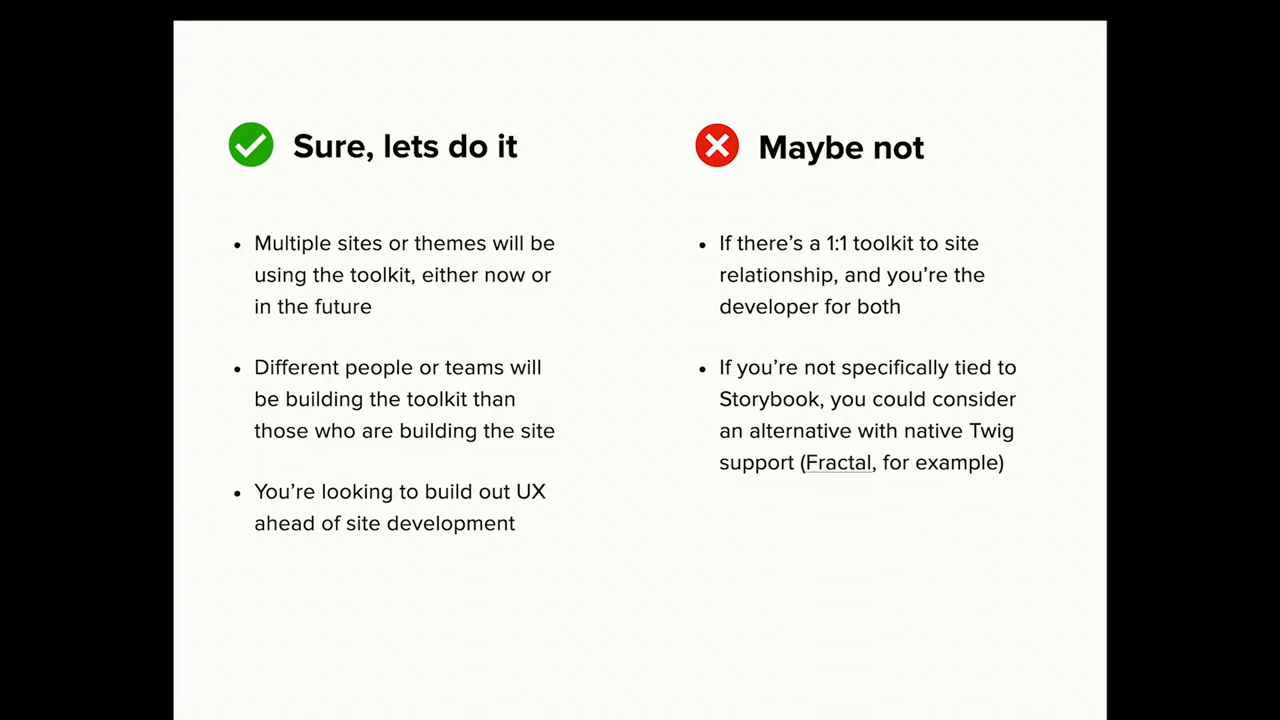 Sure, lets do it
Multiple sites or themes will be
using the toolkit, either now or
in the future
Different people or teams will
be building the toolkit than
those who are building the site
You're looking to build out UX
ahead of site development
Maybe not
If there's a 1:1 toolkit to site
relationship, and you're the
developer for both
If you're not specifically tied to
Storybook, you could consider
an alternative with native Twig
support (Fractal, for example)